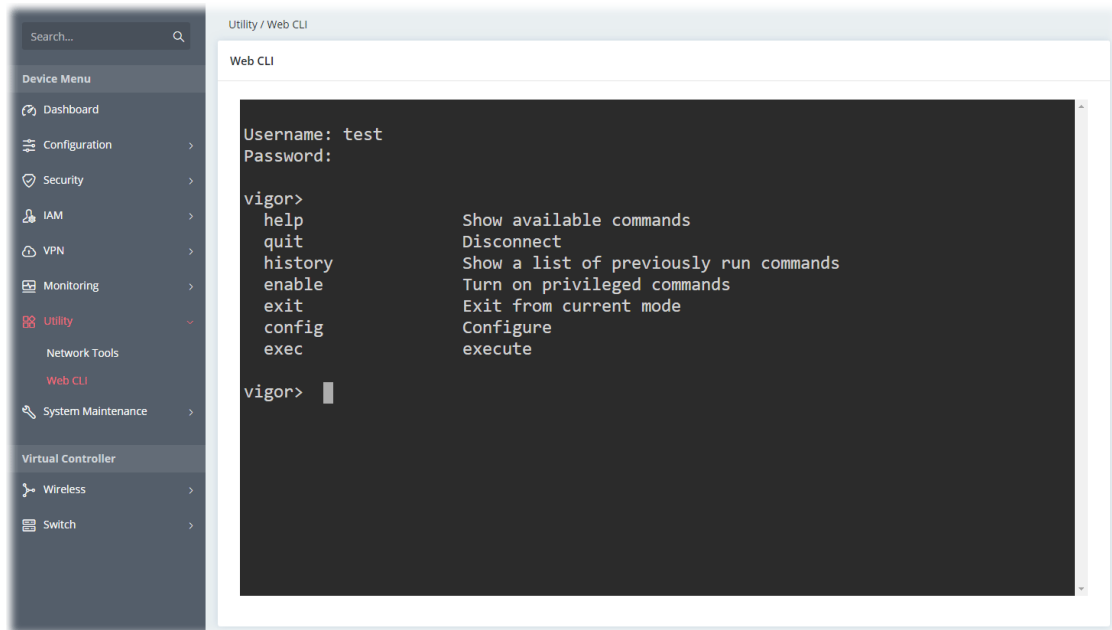 Search...
Device Menu
Dashboard
Configuration
Security
IAM
VPN
Monitoring
Utility
Network Tools
Web CLI
System Maintenance
Virtual Controller
Wireless
Switch
Utility / Web CLI
Web CLI
Username: test
Password:
vigor>
help Show available commands
quit Disconnect
history Show a list of previously run commands
enable Turn on privileged commands
exit Exit from current mode
config Configure
exec execute
vigor>